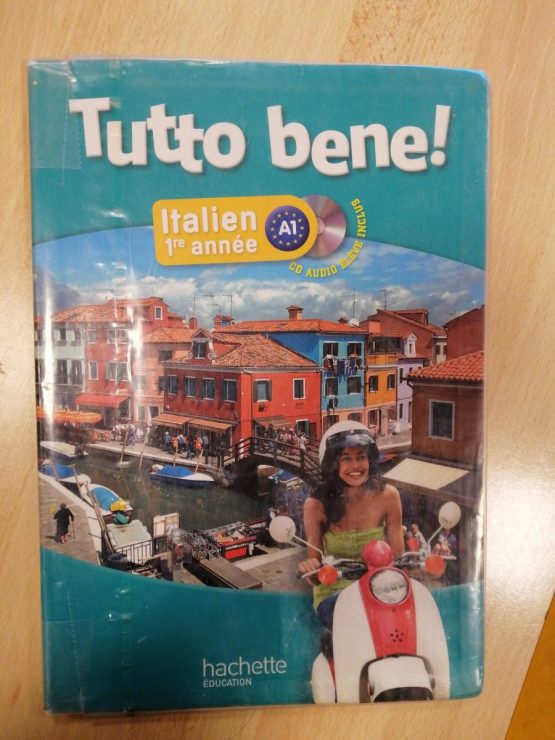 Tutto bene!
Italien
1re année
A1
CD AUDIO ÉLÈVE INCLUS
hachette
ÉDUCATION